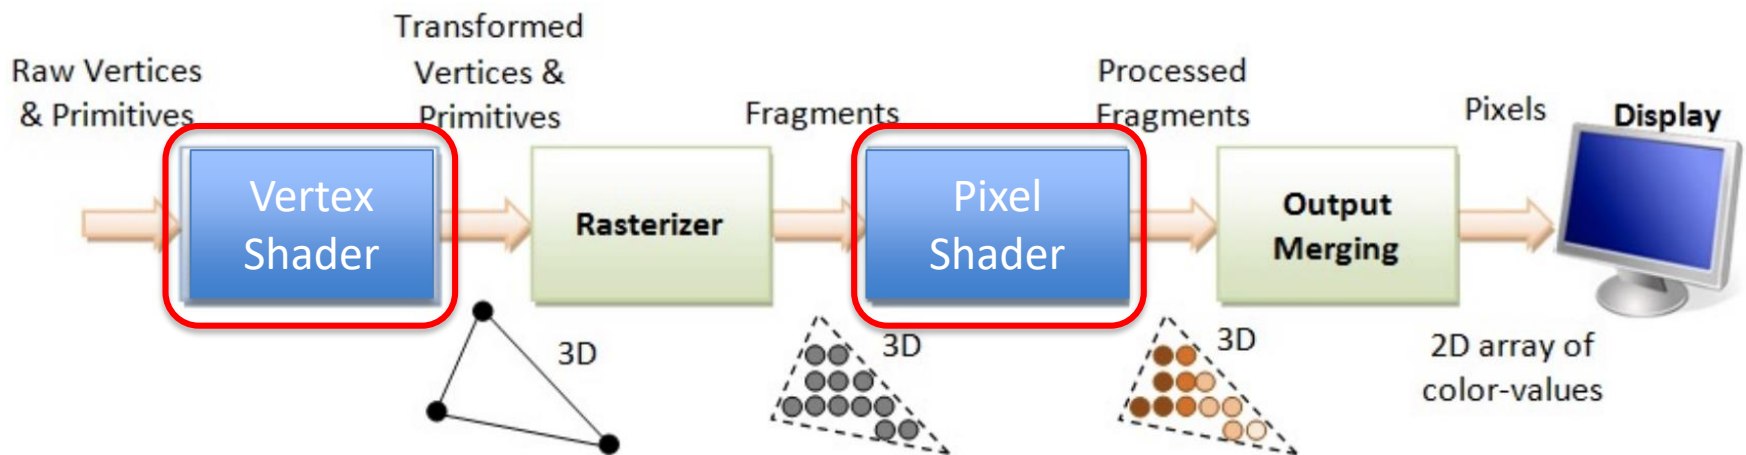 Raw Vertices
& Primitives
Vertex
Shader
Transformed
Vertices &
Primitives
3D
Rasterizer
Fragments
3D
Pixel
Shader
Processed
Fragments
3D
Output
Merging
Pixels
2D array of
color-values
Display